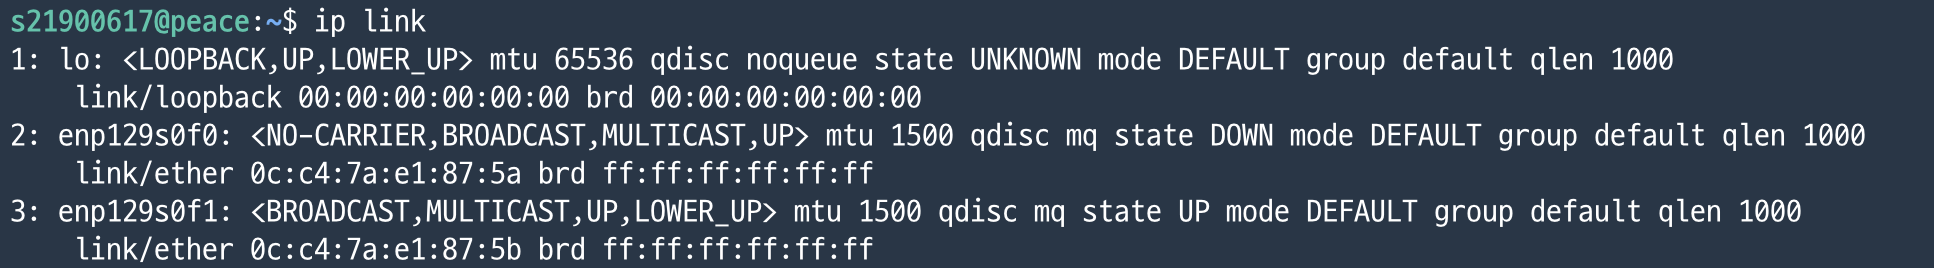 s21900617@peace:~$ ip link
1: lo: <LOOPBACK,UP,LOWER_UP> mtu 65536 qdisc noqueue state UNKNOWN mode DEFAULT group default qlen 1000
    link/loopback 00:00:00:00:00:00 brd 00:00:00:00:00:00
2: enp129s0f0: <NO-CARRIER,BROADCAST,MULTICAST,UP> mtu 1500 qdisc mq state DOWN mode DEFAULT group default qlen 1000
    link/ether 0c:c4:7a:e1:87:5a brd ff:ff:ff:ff:ff:ff
3: enp129s0f1: <BROADCAST,MULTICAST,UP,LOWER_UP> mtu 1500 qdisc mq state UP mode DEFAULT group default qlen 1000
    link/ether 0c:c4:7a:e1:87:5b brd ff:ff:ff:ff:ff:ff